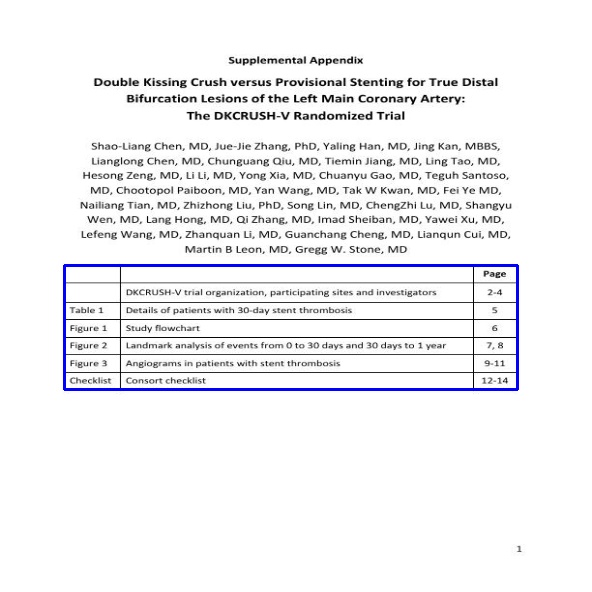 Supplemental Appendix
Double Kissing Crush versus Provisional Stenting for True Distal
Bifurcation Lesions of the Left Main Coronary Artery:
The DKCRUSH-V Randomized Trial
Shao-Liang Chen, MD, Jue-Jie Zhang, PhD, Yaling Han, MD, Jing Kan, MBBS,
Lianglong Chen, MD, Chunguang Qiu, MD, Tiemin Jiang, MD, Ling Tao, MD,
Hesong Zeng, MD, Li Li, MD, Yong Xia, MD, Chuanyu Gao, MD, Teguh Santoso,
MD, Chootopol Paiboon, MD, Yan Wang, MD, Tak W Kwan, MD, Fei Ye MD,
Nailiang Tian, MD, Zhizhong Liu, PhD, Song Lin, MD, ChengZhi Lu, MD, Shangyu
Wen, MD, Lang Hong, MD, Qi Zhang, MD, Imad Sheiban, MD, Yawei Xu, MD,
Lefeng Wang, MD, Zhanquan Li, MD, Guanchang Cheng, MD, Lianqun Cui, MD,
Martin B Leon, MD, Gregg W. Stone, MD
Page
DKCRUSH-V trial organization, participating sites and investigators 2-4
Table 1 Details of patients with 30-day stent thrombosis 5
Figure 1 Study flowchart 6
Figure 2 Landmark analysis of events from 0 to 30 days and 30 days to 1 year 7, 8
Figure 3 Angiograms in patients with stent thrombosis 9-11
Checklist Consort checklist 12-14
1